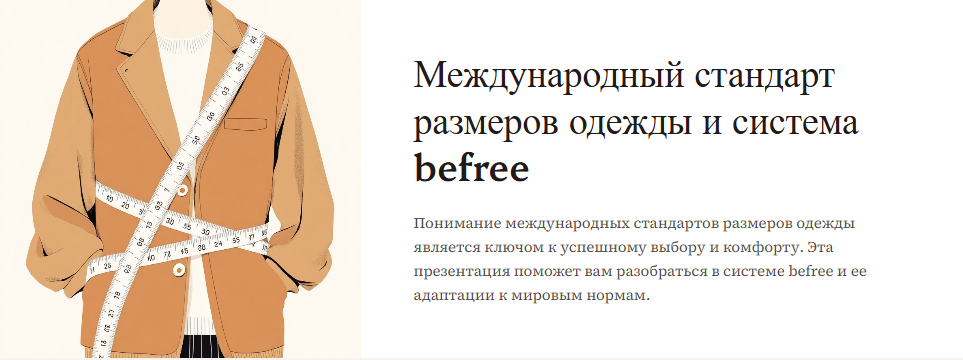 Международный стандарт
размеров одежды и система
befree
Понимание международных стандартов размеров одежды
является ключом к успешному выбору и комфорту. Эта
презентация поможет вам разобраться в системе befree и ее
адаптации к мировым нормам.